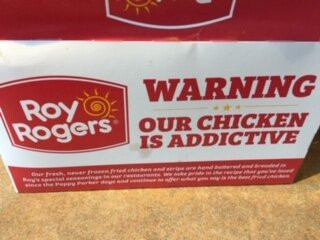 Roy
Rogers®
WARNING
OUR CHICKEN
IS ADDICTIVE
Our fresh, never frozen fried chicken and strips are hand battered and breaded in
Roy's special seasonings in our restaurants. We take pride in the recipe that you've loved
since the Pappy Parker days and continue to offer what you say is the best fried chicken.